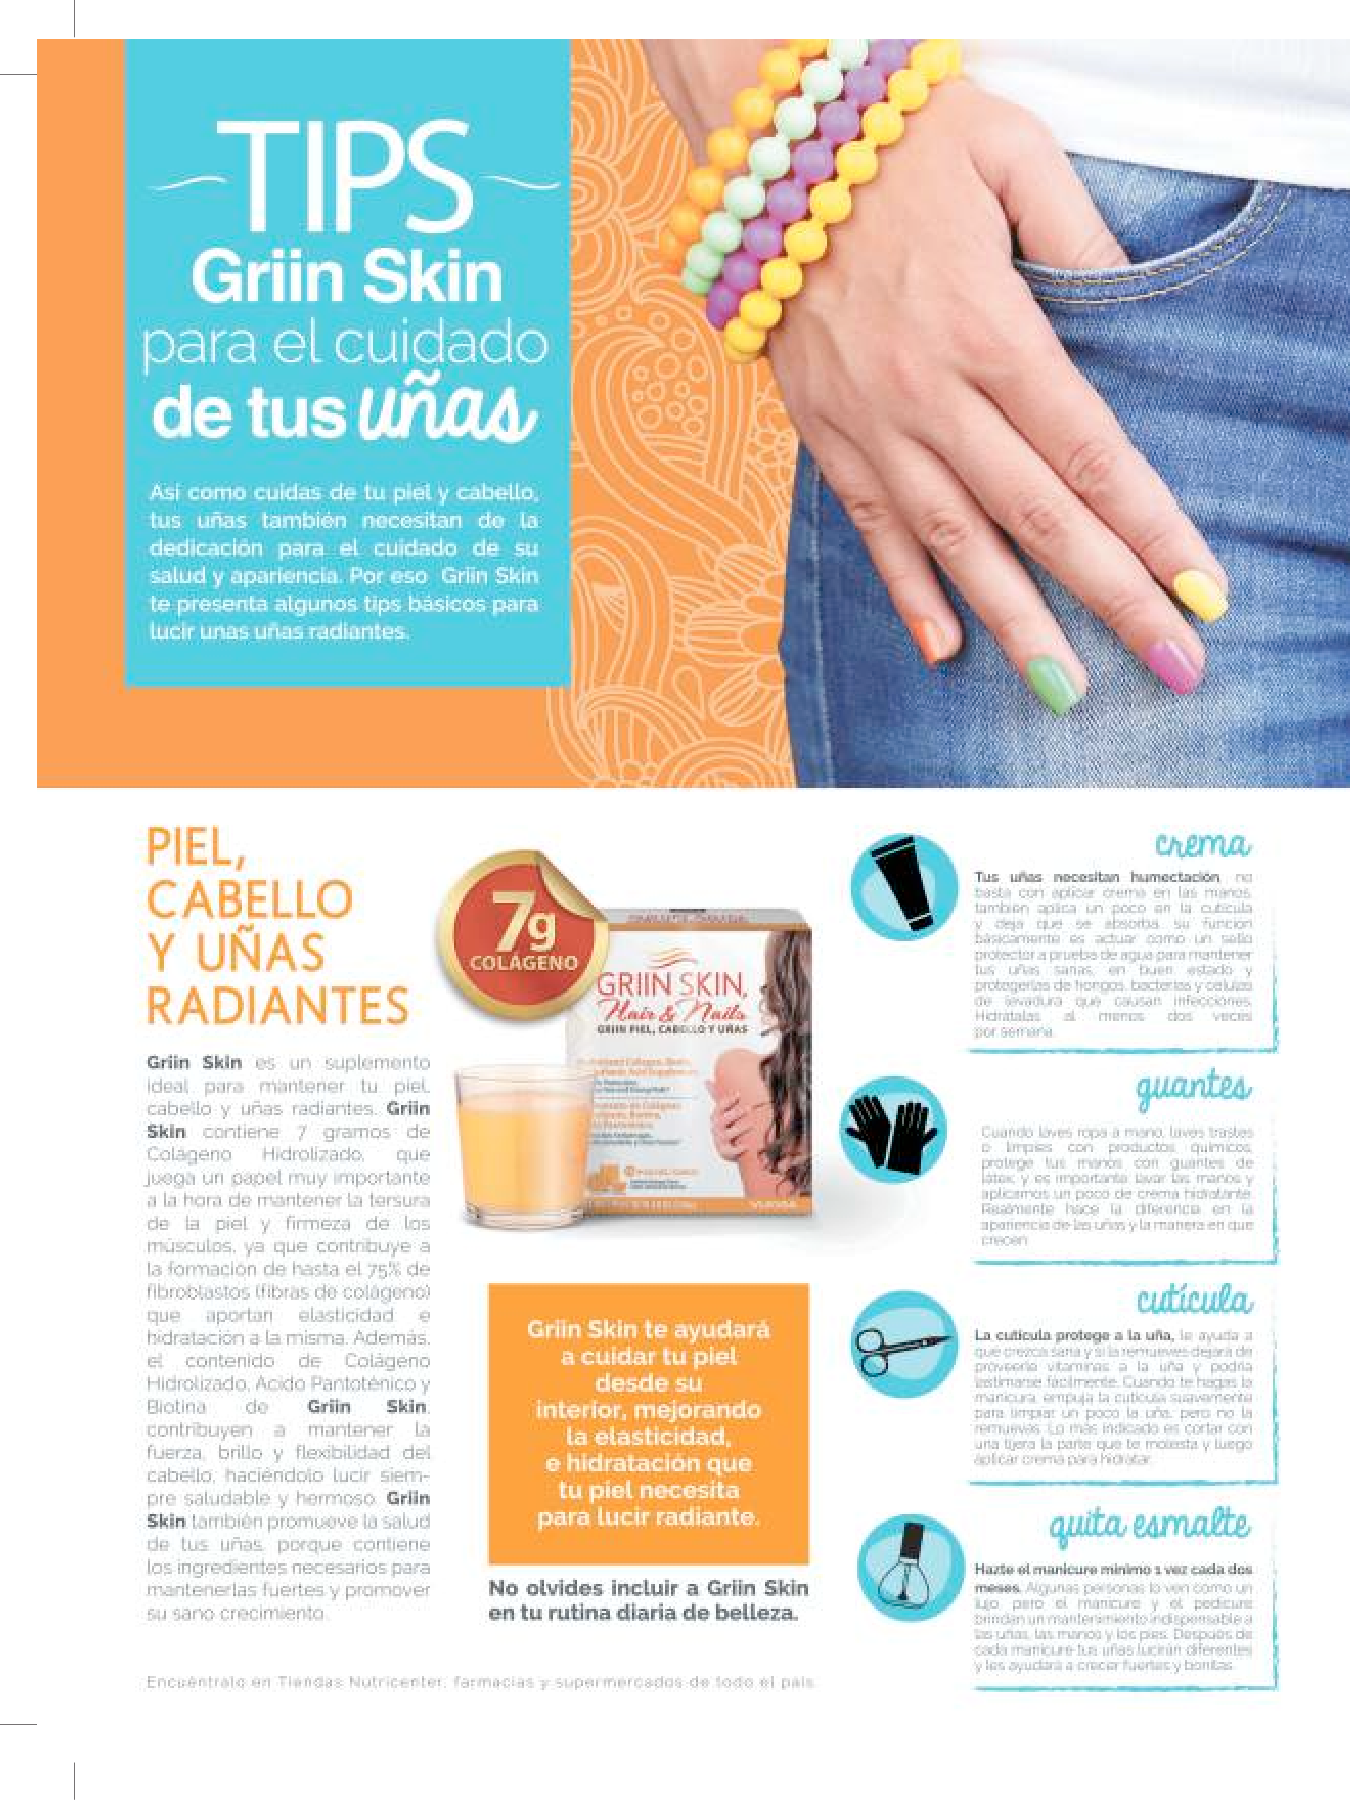 TIPS
Griin Skin
para el cuidado
de tus uñas
Así como cuidas de tu piel y cabello,
tus uñas también necesitan de la
dedicación para el cuidado de su
salud y apariencia. Por eso Griin Skin
te presenta algunos tips básicos para
lucir unas uñas radiantes.
PIEL,
CABELLO
Y UÑAS
RADIANTES
Griin Skin es un suplemento
ideal para mantener tu piel,
cabello y uñas radiantes. Griin
Skin contiene 7 gramos de
Colágeno Hidrolizado, que
juega un papel muy importante
a la hora de mantener la tersura
de la piel y firmeza de los
músculos, ya que contribuye a
la formación de hasta el 75% de
fibroblastos (fibras de colágeno)
que aportan elasticidad e
hidratación a la misma. Además,
el contenido de Colágeno
Hidrolizado, Acido Pantoténico y
Biotina de Griin Skin,
contribuyen a mantener la
fuerza, brillo y flexibilidad del
cabello, haciéndolo lucir siem-
pre saludable y hermoso. Griin
Skin también promueve la salud
de tus uñas, porque contiene
los ingredientes necesarios para
mantenerlas fuertes y promover
su sano crecimiento.
7g
COLÁGENO
GRIIN SKIN,
Hair & Nails
GRIIN PIEL, CABELLO Y UÑAS
Griin Skin te ayudará
a cuidar tu piel
desde su
interior, mejorando
la elasticidad,
e hidratación que
tu piel necesita
para lucir radiante.
No olvides incluir a Griin Skin
en tu rutina diaria de belleza.
crema
Tus uñas necesitan humectación, no
basta con aplicar crema en las manos,
también aplica un poco en la cutícula
y deja que se absorba, su función
básicamente es actuar como un sello
protector a prueba de agua para mantener
tus uñas sanas, en buen estado y
protegerlas de hongos, bacterias y células
de levadura que causan infecciones.
Hidrátalas al menos dos veces
por semana.
guantes
Cuando laves ropa a mano, laves trastes
o limpies con productos químicos,
protege tus manos con guantes de
látex, y es importante lavar las manos y
aplicarnos un poco de crema hidratante.
Realmente hace la diferencia en la
apariencia de las uñas y la manera en que
crecen.
cutícula
La cutícula protege a la uña, le ayuda a
que crezca sana y si la remueves dejará de
proveerle vitaminas a la uña y podría
lastimarse fácilmente. Cuando te hagas la
manicura, empuja la cutícula suavemente
para limpiar un poco la uña, pero no la
remuevas. Lo más indicado es cortar con
una tijera la parte que te molesta y luego
aplicar crema para hidratar.
quita esmalte
Hazte el manicure mínimo 1 vez cada dos
meses. Algunas personas lo ven como un
lujo, pero el manicure y el pedicure
brindan un mantenimiento indispensable a
las uñas, las manos y los pies. Después de
cada manicure tus uñas lucirán diferentes
y les ayudará a crecer fuertes y bonitas.
Encuéntralo en Tiendas Nutricenter, farmacias y supermercados de todo el país.